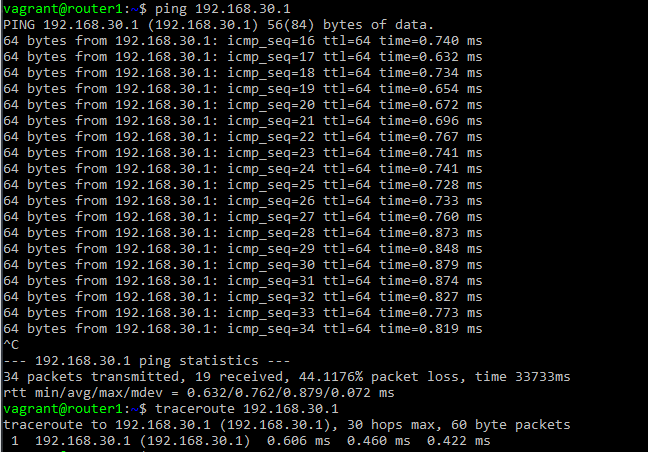 vagrant@router1:~$ ping 192.168.30.1
PING 192.168.30.1 (192.168.30.1) 56(84) bytes of data.
64 bytes from 192.168.30.1: icmp_seq=16 ttl=64 time=0.740 ms
64 bytes from 192.168.30.1: icmp_seq=17 ttl=64 time=0.632 ms
64 bytes from 192.168.30.1: icmp_seq=18 ttl=64 time=0.734 ms
64 bytes from 192.168.30.1: icmp_seq=19 ttl=64 time=0.654 ms
64 bytes from 192.168.30.1: icmp_seq=20 ttl=64 time=0.672 ms
64 bytes from 192.168.30.1: icmp_seq=21 ttl=64 time=0.696 ms
64 bytes from 192.168.30.1: icmp_seq=22 ttl=64 time=0.767 ms
64 bytes from 192.168.30.1: icmp_seq=23 ttl=64 time=0.741 ms
64 bytes from 192.168.30.1: icmp_seq=24 ttl=64 time=0.741 ms
64 bytes from 192.168.30.1: icmp_seq=25 ttl=64 time=0.728 ms
64 bytes from 192.168.30.1: icmp_seq=26 ttl=64 time=0.733 ms
64 bytes from 192.168.30.1: icmp_seq=27 ttl=64 time=0.760 ms
64 bytes from 192.168.30.1: icmp_seq=28 ttl=64 time=0.873 ms
64 bytes from 192.168.30.1: icmp_seq=29 ttl=64 time=0.848 ms
64 bytes from 192.168.30.1: icmp_seq=30 ttl=64 time=0.879 ms
64 bytes from 192.168.30.1: icmp_seq=31 ttl=64 time=0.874 ms
64 bytes from 192.168.30.1: icmp_seq=32 ttl=64 time=0.827 ms
64 bytes from 192.168.30.1: icmp_seq=33 ttl=64 time=0.773 ms
64 bytes from 192.168.30.1: icmp_seq=34 ttl=64 time=0.819 ms
^C
--- 192.168.30.1 ping statistics ---
34 packets transmitted, 19 received, 44.1176% packet loss, time 33733ms
rtt min/avg/max/mdev = 0.632/0.762/0.879/0.072 ms
vagrant@router1:~$ traceroute 192.168.30.1
traceroute to 192.168.30.1 (192.168.30.1), 30 hops max, 60 byte packets
 1  192.168.30.1 (192.168.30.1)  0.606 ms  0.460 ms  0.422 ms